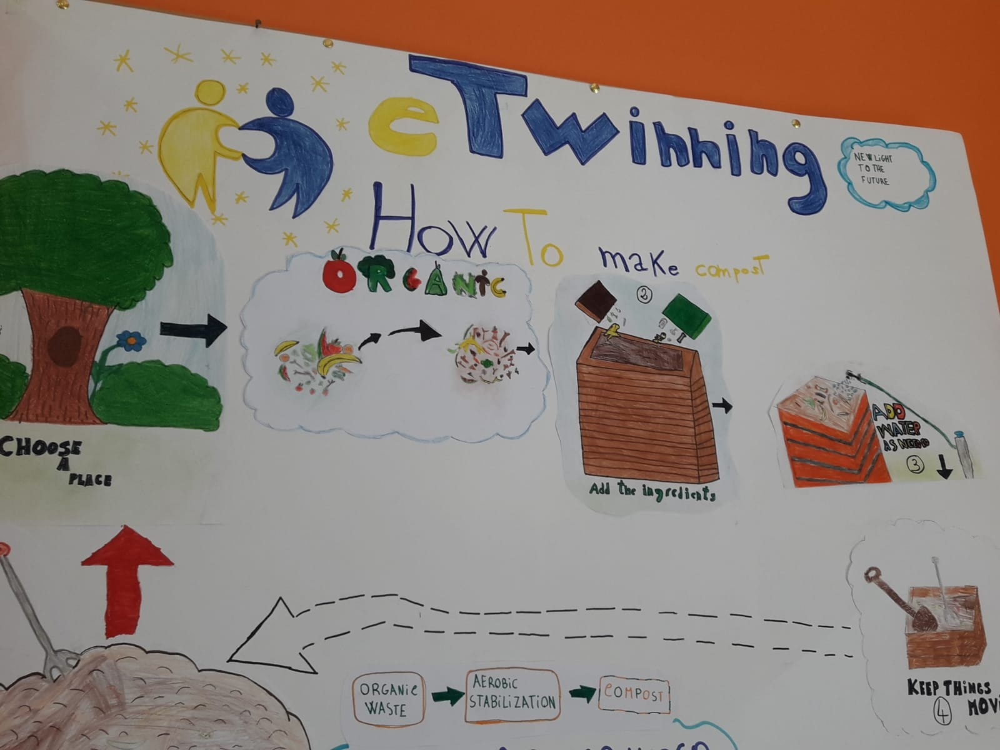 eTwinning
NEW LIGHT
TO THE
FUTURE
HOW TO make compost
ORGANIC
2
CHOOSE
A
PLACE
Add the ingredients
ADD
WATER
AS NEED
3
KEEP THINGS
4
ORGANIC
WASTE
AEROBIC
STABILIZATION
COMPOST